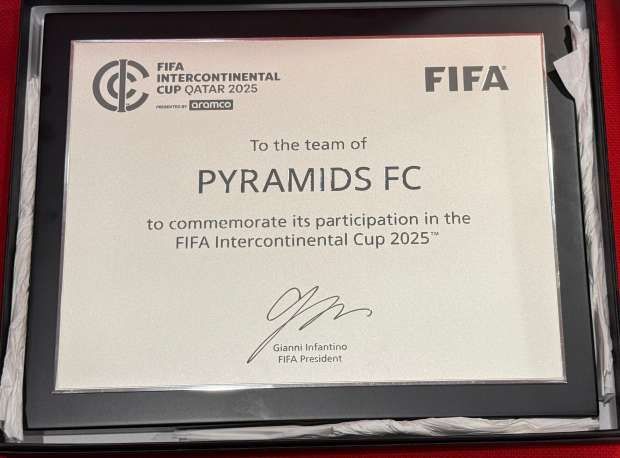 FIFA
INTERCONTINENTAL
CUP QATAR 2025
PRESENTED BY aramco
FIFA®
To the team of
PYRAMIDS FC
to commemorate its participation in the
FIFA Intercontinental Cup 2025™
Gianni Infantino
FIFA President